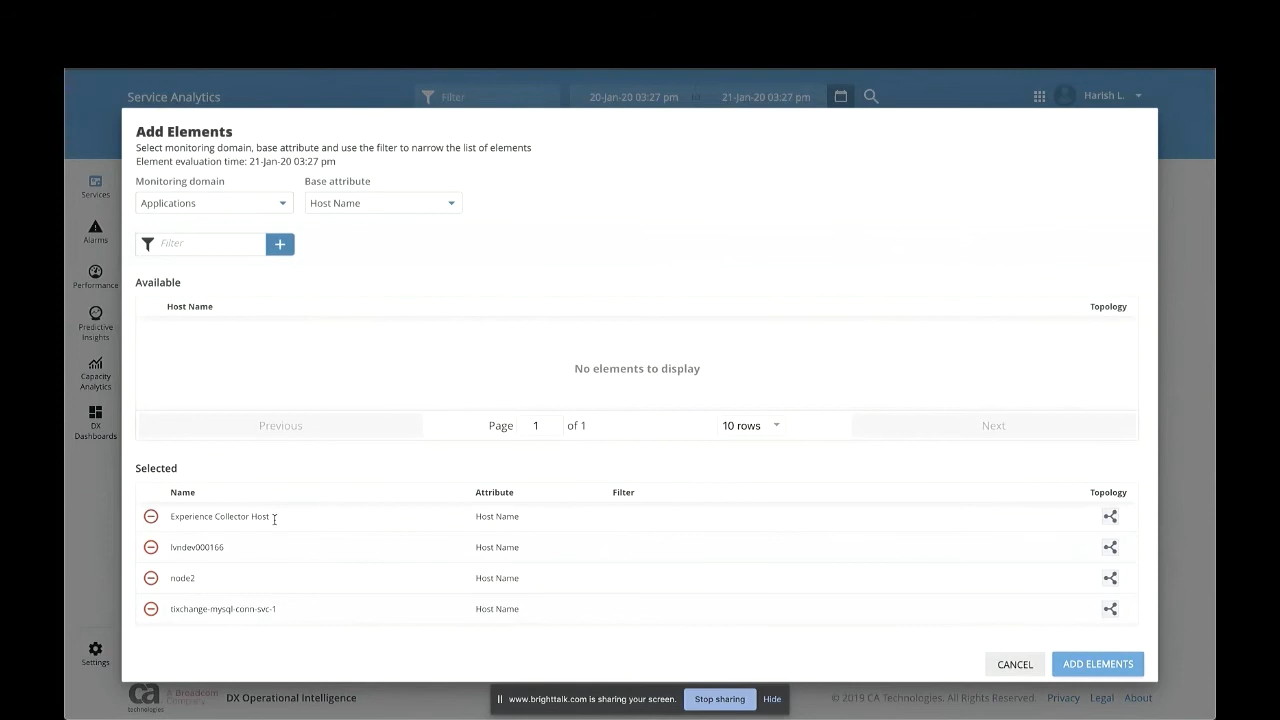 Service Analytics
Filter
20-Jan-20 03:27 pm to 21-Jan-20 03:27 pm
Harish L.
Add Elements
Select monitoring domain, base attribute and use the filter to narrow the list of elements
Element evaluation time: 21-Jan-20 03:27 pm
Monitoring domain
Base attribute
Applications
Host Name
Filter
+
Available
Host Name
Topology
No elements to display
Previous
Page 1 of 1
10 rows
Next
Selected
Name
Attribute
Filter
Topology
Experience Collector Host
Host Name
lvndev000166
Host Name
node2
Host Name
tixchange-mysql-conn-svc-1
Host Name
CANCEL
ADD ELEMENTS
Services
Alarms
Performance
Predictive
Insights
Capacity
Analytics
DX
Dashboards
Settings
ca
technologies
A Broadcom
Company
DX Operational Intelligence
www.brighttalk.com is sharing your screen.
Stop sharing
Hide
© 2019 CA Technologies. All Rights Reserved.
Privacy
Legal
About